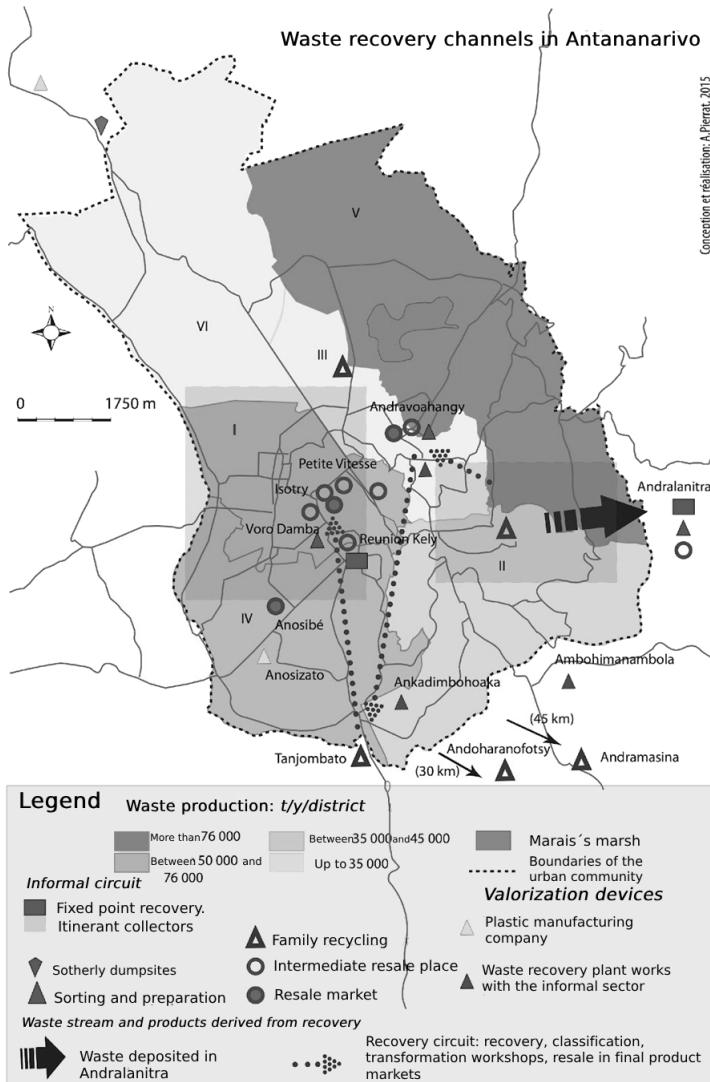 Waste recovery channels in Antananarivo
Conception et réalisation: A.Pierrat, 2015
V
N
VI
III
0 1750 m
Andravoahangy
I
Petite Vitesse
Isotry
Andralanitra
Voro Damba
Reunion Kely
II
IV
Anosibé
Anosizato
Ankadimbohoaka
Ambohimanambola
(45 km)
Tanjombato
Andoharanofotsy
Andramasina
(30 km)
Legend
Waste production: t/y/district
More than 76 000
Between 35 000 and 45 000
Marais´s marsh
Between 50 000 and
76 000
Up to 35 000
Boundaries of the
urban community
Informal circuit
Valorization devices
Fixed point recovery.
Itinerant collectors
Family recycling
Plastic manufacturing
company
Sotherly dumpsites
Intermediate resale place
Waste recovery plant works
with the informal sector
Sorting and preparation
Resale market
Waste stream and products derived from recovery
Waste deposited in
Andralanitra
Recovery circuit: recovery, classification,
transformation workshops, resale in final product
markets